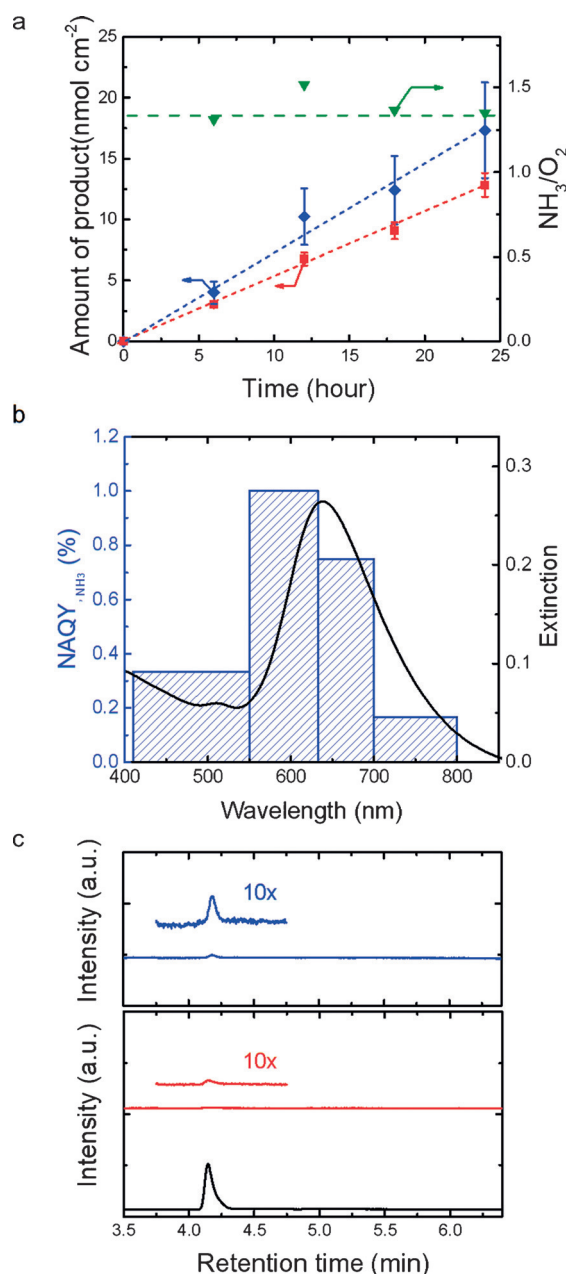 a
Amount of product(nmol cm⁻²)
25
20
15
10
5
0
1.5
1.0
0.5
0.0
NH₃/O₂
0 5 10 15 20 25
Time (hour)
b
NAQY, NH₃ (%)
1.2
1.0
0.8
0.6
0.4
0.2
0.0
0.3
0.2
0.1
0.0
Extinction
400 500 600 700 800
Wavelength (nm)
c
Intensity (a.u.)
10x
Intensity (a.u.)
10x
3.5 4.0 4.5 5.0 5.5 6.0
Retention time (min)